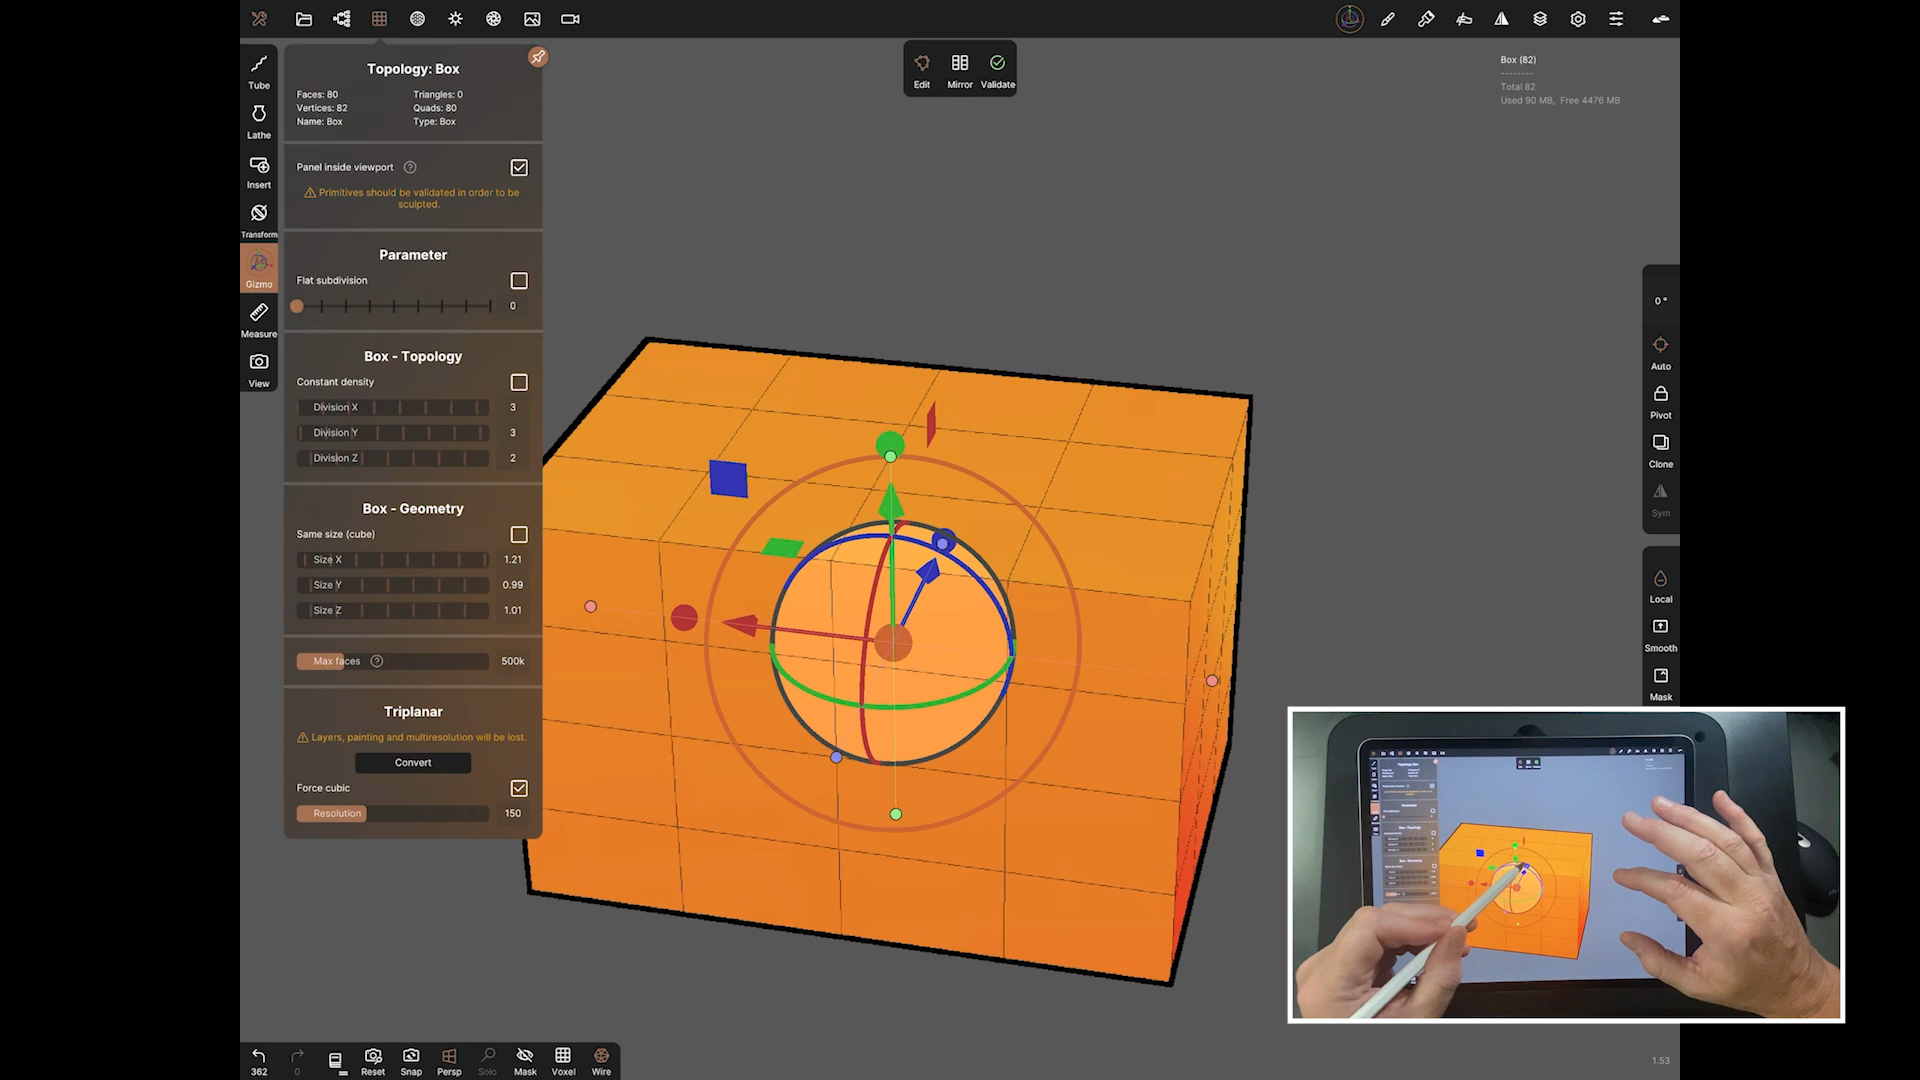 Topology: Box
Faces: 80 Triangles: 0
Vertices: 82 Quads: 80
Name: Box Type: Box
Panel inside viewport ?
Primitives should be validated in order to be
sculpted.
Parameter
Flat subdivision
0
Box - Topology
Constant density
Division X 3
Division Y 3
Division Z 2
Box - Geometry
Same size (cube)
Size X 1.21
Size Y 0.99
Size Z 1.01
Max faces ? 500k
Triplanar
Layers, painting and multiresolution will be lost.
Convert
Force cubic
Resolution 150
Tube
Lathe
Insert
Transform
Gizmo
Measure
View
Edit Mirror Validate
Box (82)
--------
Total 82
Used 90 MB, Free 4476 MB
0°
Auto
Pivot
Clone
Sym
Local
Smooth
Mask
362 0 Reset Snap Persp Solo Mask Voxel Wire
1.53